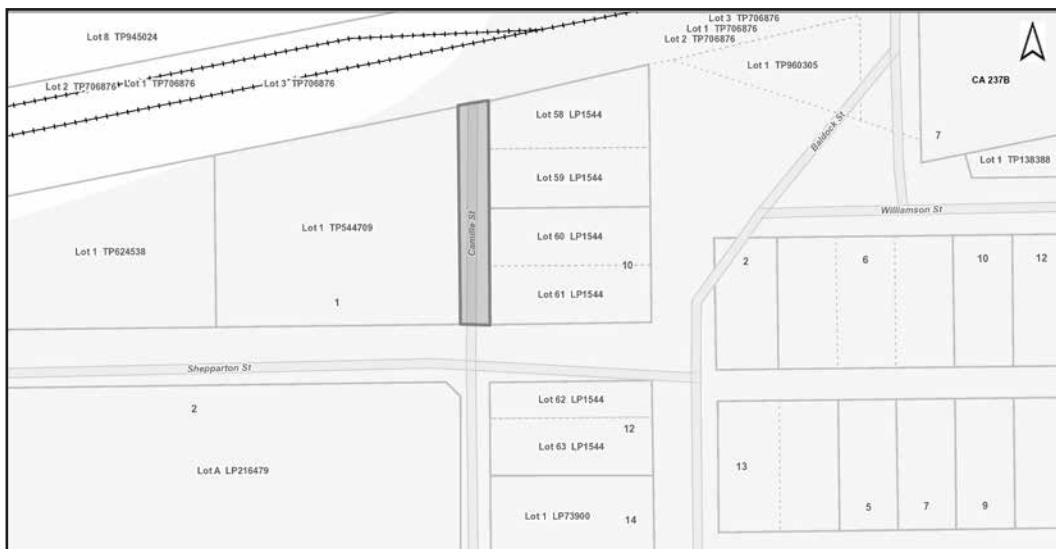 Lot 3 TP706876
Lot 1 TP706876
Lot 2 TP706876
Lot 8 TP945024
Lot 1 TP960305
CA 237B
Lot 2 TP706876
Lot 1 TP706876
Lot 3 TP706876
Lot 58 LP1544
Baldock St
7
Lot 1 TP138388
Lot 59 LP1544
Williamson St
Lot 1 TP544709
Camille St
Lot 60 LP1544
Lot 1 TP624538
10
2
6
10
12
Lot 61 LP1544
1
Shepparton St
2
Lot 62 LP1544
12
Lot 63 LP1544
13
Lot A LP216479
Lot 1 LP73900
14
5
7
9